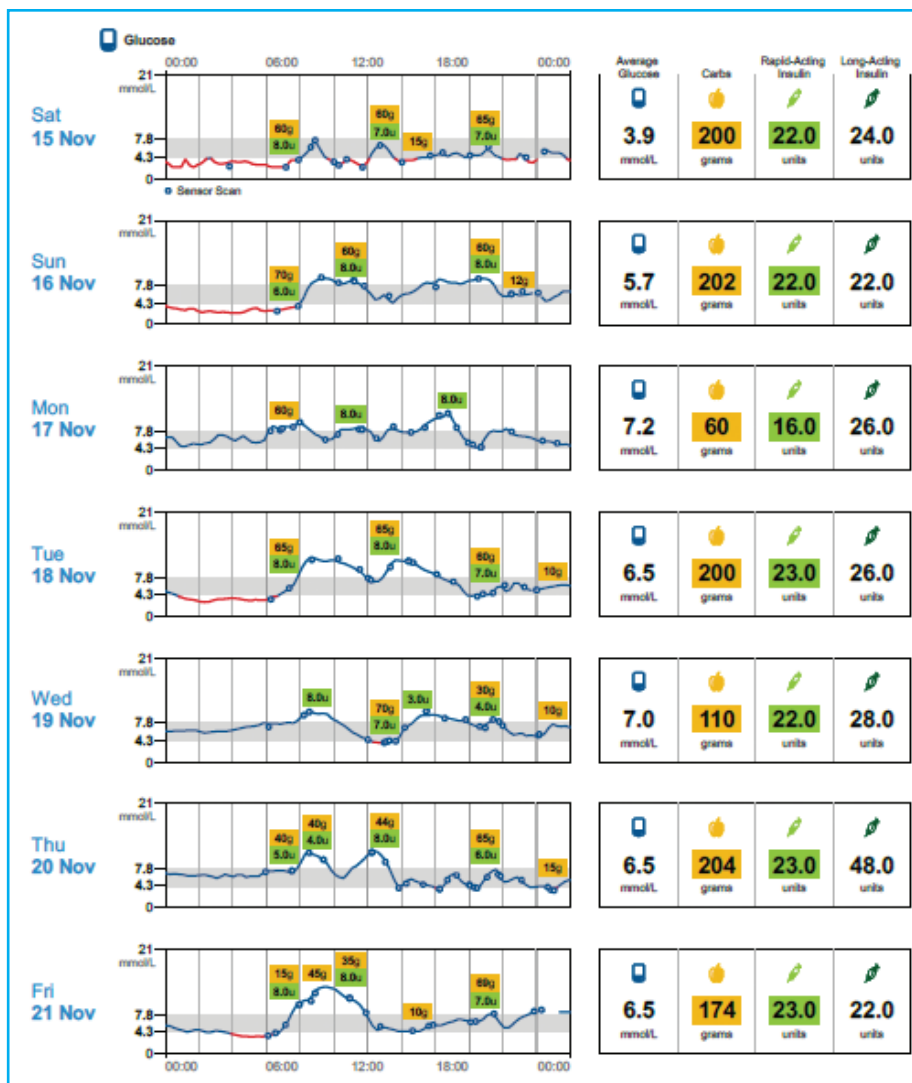 Glucose
00:00 06:00 12:00 18:00 00:00
Average Glucose Carbs Rapid-Acting Insulin Long-Acting Insulin
Sat
15 Nov
21
mmol/L
7.8
4.3
0
60g
8.0u
60g
7.0u
15g
65g
7.0u
3.9 200 22.0 24.0
mmol/L grams units units
Sensor Scan
Sun
16 Nov
21
mmol/L
7.8
4.3
0
70g
6.0u
60g
8.0u
60g
8.0u
12g
5.7 202 22.0 22.0
mmol/L grams units units
Mon
17 Nov
21
mmol/L
7.8
4.3
0
60g
8.0u
8.0u
7.2 60 16.0 26.0
mmol/L grams units units
Tue
18 Nov
21
mmol/L
7.8
4.3
0
65g
8.0u
65g
8.0u
60g
7.0u
10g
6.5 200 23.0 26.0
mmol/L grams units units
Wed
19 Nov
21
mmol/L
7.8
4.3
0
8.0u
70g
7.0u
3.0u
30g
4.0u
10g
7.0 110 22.0 28.0
mmol/L grams units units
Thu
20 Nov
21
mmol/L
7.8
4.3
0
40g
5.0u
40g
4.0u
44g
8.0u
65g
6.0u
15g
6.5 204 23.0 48.0
mmol/L grams units units
Fri
21 Nov
21
mmol/L
7.8
4.3
0
15g
8.0u
45g
35g
8.0u
10g
69g
7.0u
6.5 174 23.0 22.0
mmol/L grams units units
00:00 06:00 12:00 18:00 00:00